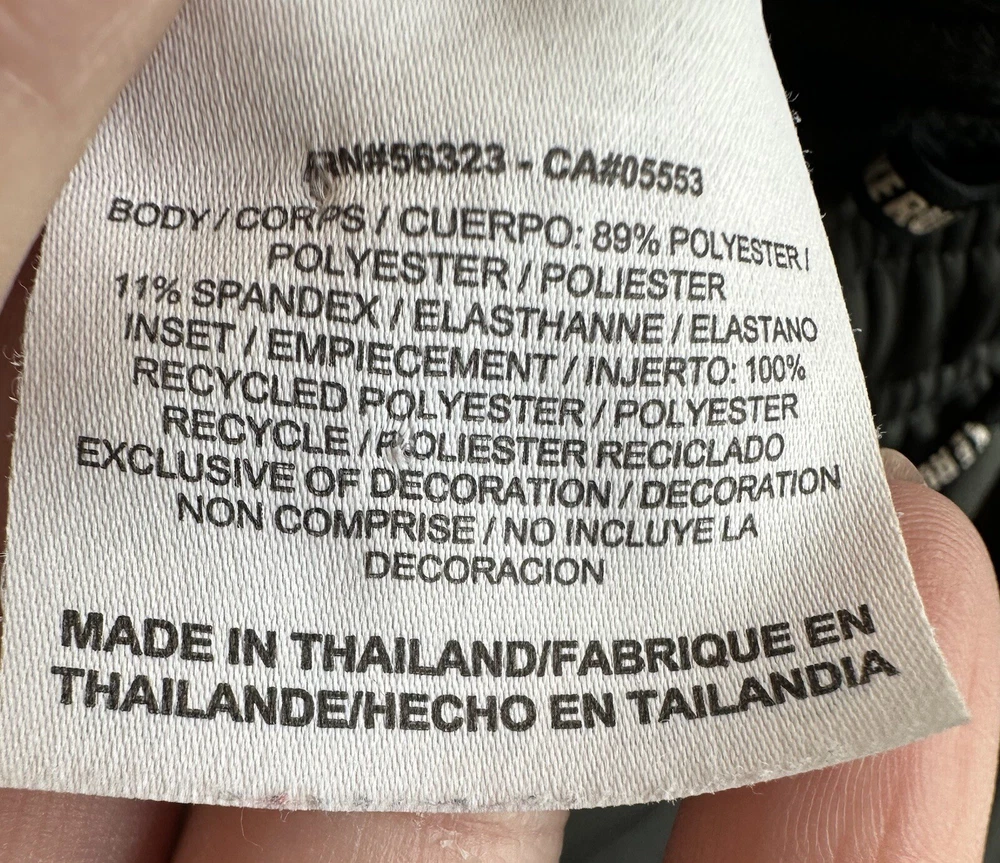 RN#56323 - CA#05553
BODY / CORPS / CUERPO: 89% POLYESTER /
POLYESTER / POLIESTER
11% SPANDEX / ELASTHANNE / ELASTANO
INSET / EMPIECEMENT / INJERTO: 100%
RECYCLED POLYESTER / POLYESTER
RECYCLE / POLIESTER RECICLADO
EXCLUSIVE OF DECORATION / DECORATION
NON COMPRISE / NO INCLUYE LA
DECORACION
MADE IN THAILAND/FABRIQUE EN
THAILANDE/HECHO EN TAILANDIA